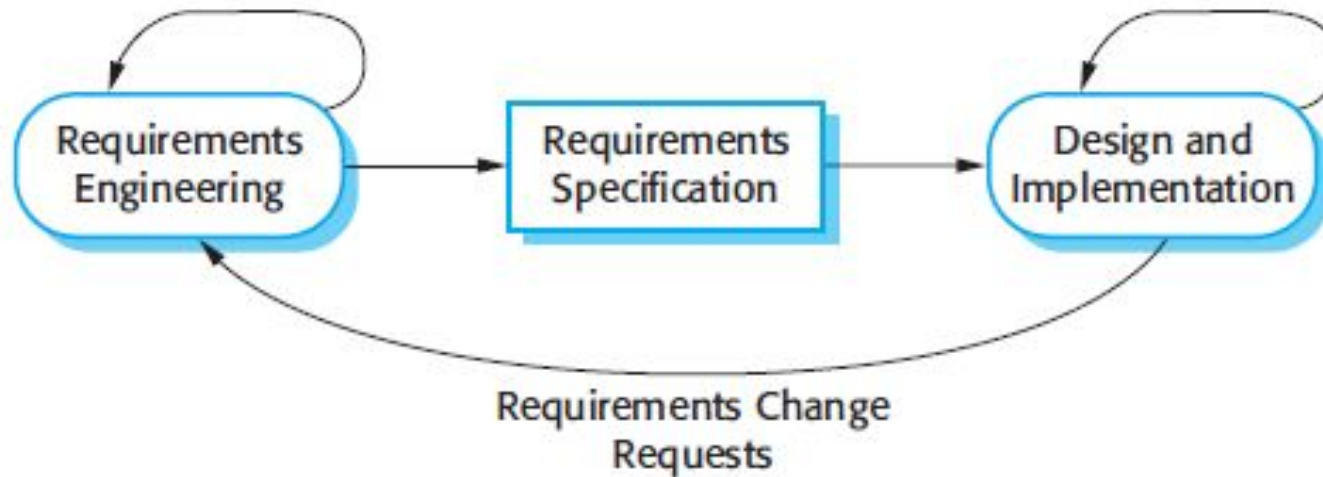 Requirements
Engineering
Requirements
Specification
Design and
Implementation
Requirements Change
Requests